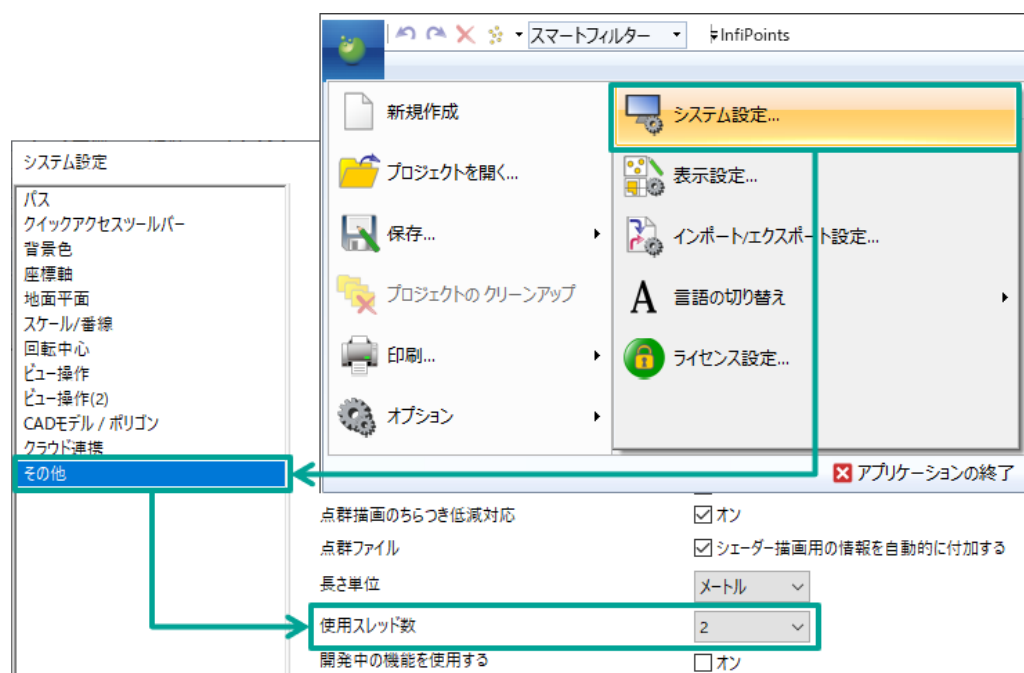 スマートフィルター
InfiPoints
新規作成
プロジェクトを開く...
保存...
プロジェクトの クリーンアップ
印刷...
オプション
システム設定...
表示設定...
インポート/エクスポート設定...
A 言語の切り替え
ライセンス設定...
アプリケーションの終了
システム設定
パス
クイックアクセスツールバー
背景色
座標軸
地面平面
スケール/番線
回転中心
ビュー操作
ビュー操作(2)
CADモデル / ポリゴン
クラウド連携
その他
点群描画のちらつき低減対応
オン
点群ファイル
シェーダー描画用の情報を自動的に付加する
長さ単位
メートル
使用スレッド数
2
開発中の機能を使用する
オン